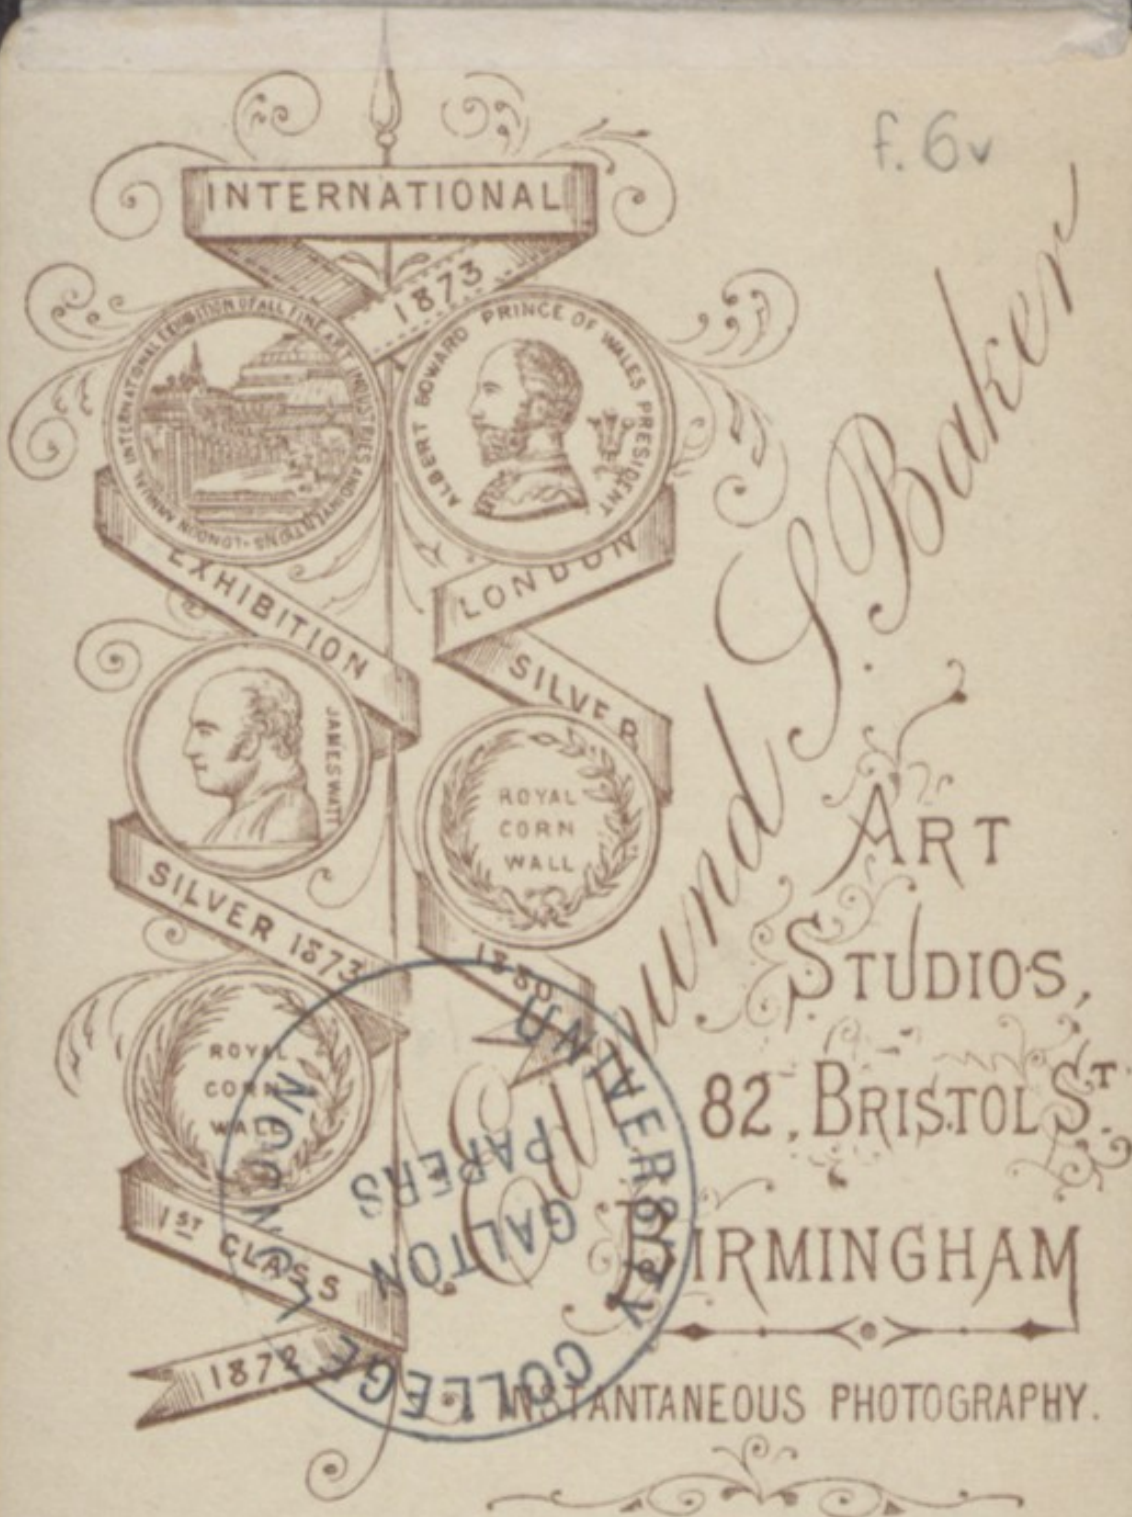 f. 6v
INTERNATIONAL
1873
ANNUAL INTERNATIONAL EXHIBITION OF ALL FINE ART INDUSTRIES AND INVENTIONS · LONDON
ALBERT EDWARD PRINCE OF WALES PRESIDENT
EXHIBITION
LONDON
JAMES WATT
SILVER
ROYAL
CORN
WALL
SILVER 1873
1880
ROYAL
CORN
WALL
1ST CLASS
1878
Edmund S. Baker
ART
STUDIOS,
82, BRISTOL ST.
BIRMINGHAM
INSTANTANEOUS PHOTOGRAPHY.
UNIVERSITY COLLEGE LONDON
GALTON
PAPERS